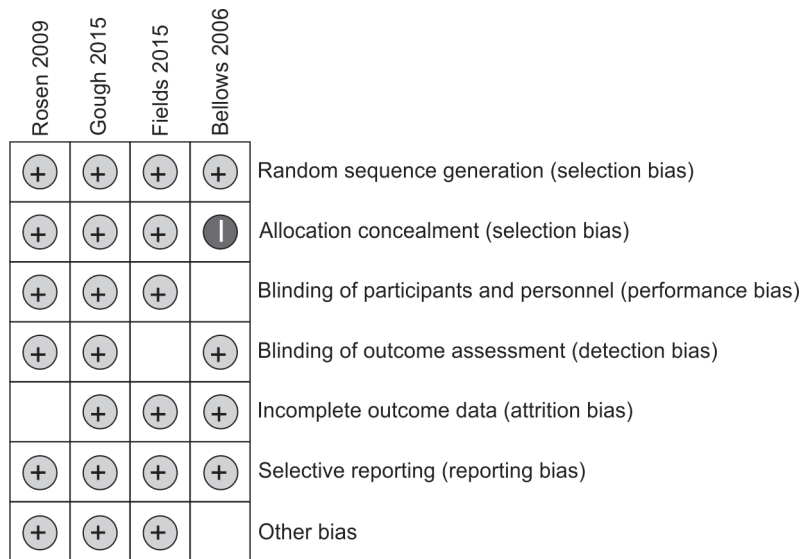 Rosen 2009
Gough 2015
Fields 2015
Bellows 2006
+ + + + Random sequence generation (selection bias)
+ + + − Allocation concealment (selection bias)
+ + + Blinding of participants and personnel (performance bias)
+ + + Blinding of outcome assessment (detection bias)
+ + + Incomplete outcome data (attrition bias)
+ + + + Selective reporting (reporting bias)
+ + + Other bias